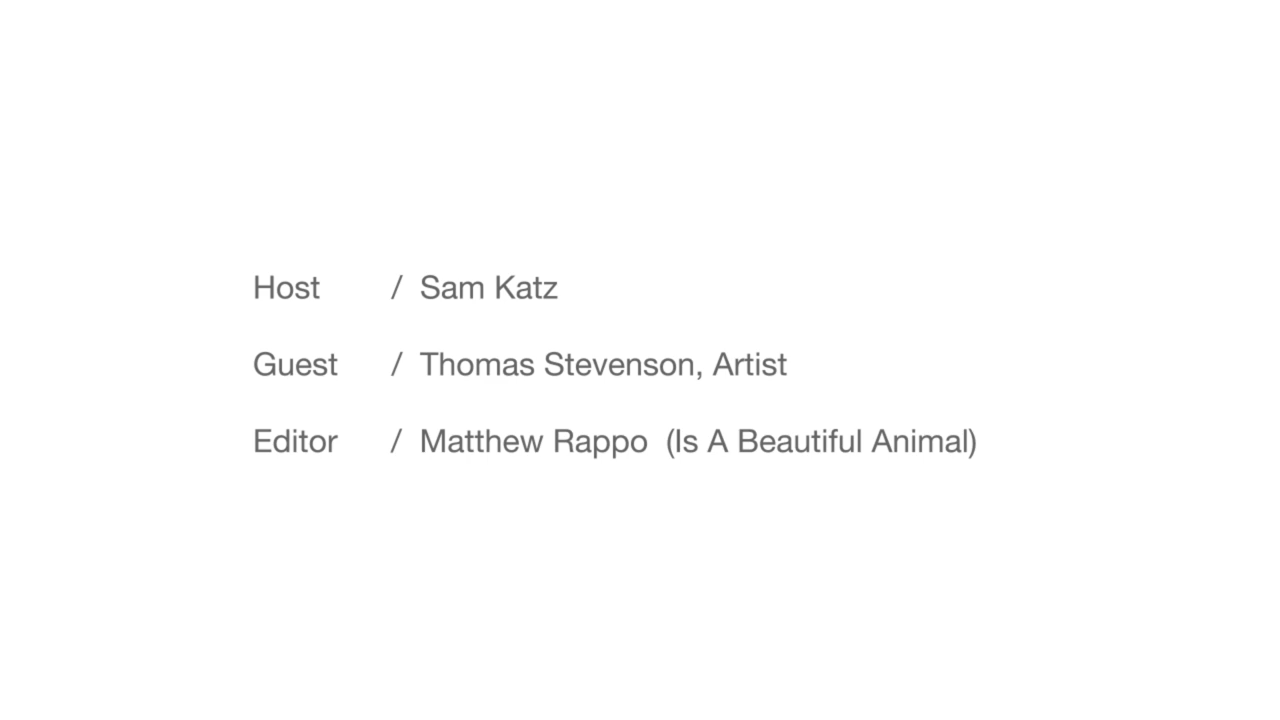 Host / Sam Katz
Guest / Thomas Stevenson, Artist
Editor / Matthew Rappo (Is A Beautiful Animal)